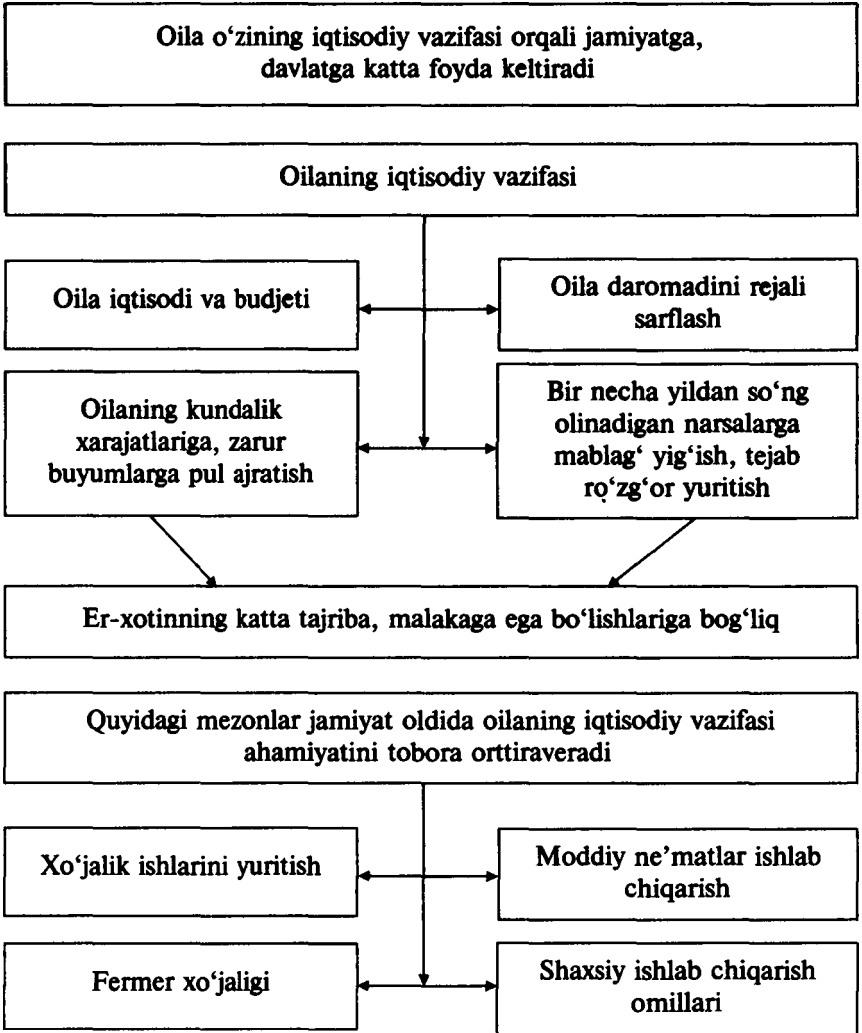 Oila o‘zining iqtisodiy vazifasi orqali jamiyatga,
davlatga katta foyda keltiradi
Oilaning iqtisodiy vazifasi
Oila iqtisodi va budjeti
Oila daromadini rejali
sarflash
Oilaning kundalik
xarajatlariga, zarur
buyumlarga pul ajratish
Bir necha yildan so‘ng
olinadigan narsalarga
mablag‘ yig‘ish, tejab
ro‘zg‘or yuritish
Er-xotinning katta tajriba, malakaga ega bo‘lishlariga bog‘liq
Quyidagi mezonlar jamiyat oldida oilaning iqtisodiy vazifasi
ahamiyatini tobora orttiraveradi
Xo‘jalik ishlarini yuritish
Moddiy ne’matlar ishlab
chiqarish
Fermer xo‘jaligi
Shaxsiy ishlab chiqarish
omillari